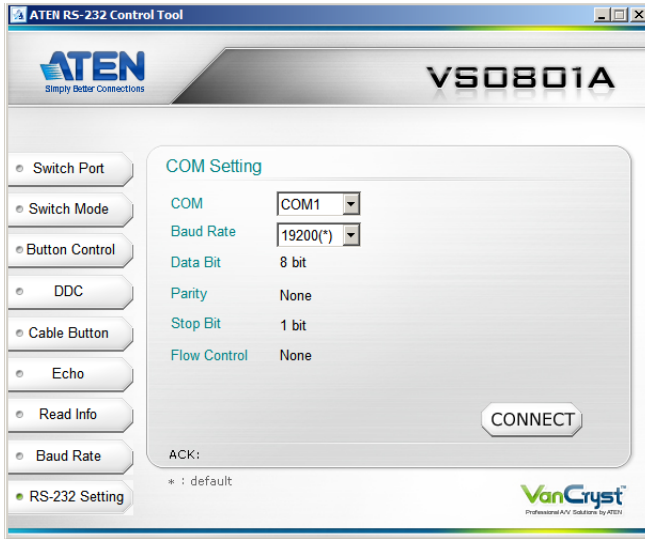 ATEN RS-232 Control Tool
ATEN
Simply Better Connections
VS0801A
Switch Port
Switch Mode
Button Control
DDC
Cable Button
Echo
Read Info
Baud Rate
RS-232 Setting
COM Setting
COM COM1
Baud Rate 19200(*)
Data Bit 8 bit
Parity None
Stop Bit 1 bit
Flow Control None
CONNECT
ACK:
* : default
VanCryst™
Professional A/V Solutions by ATEN